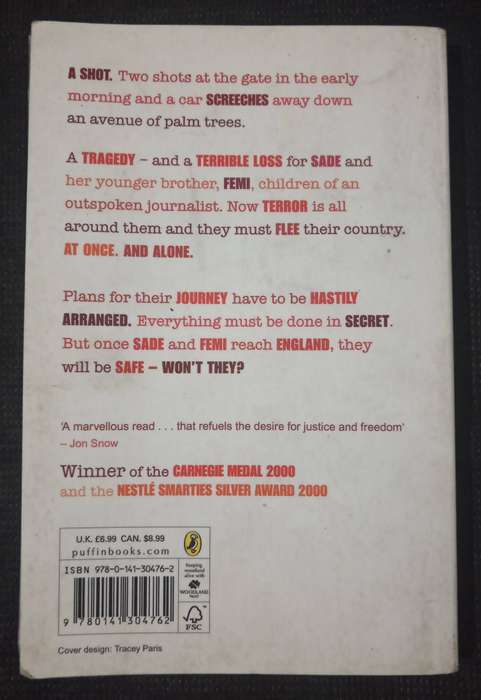 A SHOT. Two shots at the gate in the early
morning and a car SCREECHES away down
an avenue of palm trees.
A TRAGEDY – and a TERRIBLE LOSS for SADE and
her younger brother, FEMI, children of an
outspoken journalist. Now TERROR is all
around them and they must FLEE their country.
AT ONCE. AND ALONE.
Plans for their JOURNEY have to be HASTILY
ARRANGED. Everything must be done in SECRET.
But once SADE and FEMI reach ENGLAND, they
will be SAFE – WON'T THEY?
'A marvellous read . . . that refuels the desire for justice and freedom'
– Jon Snow
Winner of the CARNEGIE MEDAL 2000
and the NESTLÉ SMARTIES SILVER AWARD 2000
U.K. £6.99 CAN. $8.99
puffinbooks.com
ISBN 978-0-141-30476-2
9 780141 304762
keeping
woodland
alive with
WOODLAND
TRUST
FSC
Cover design: Tracey Paris